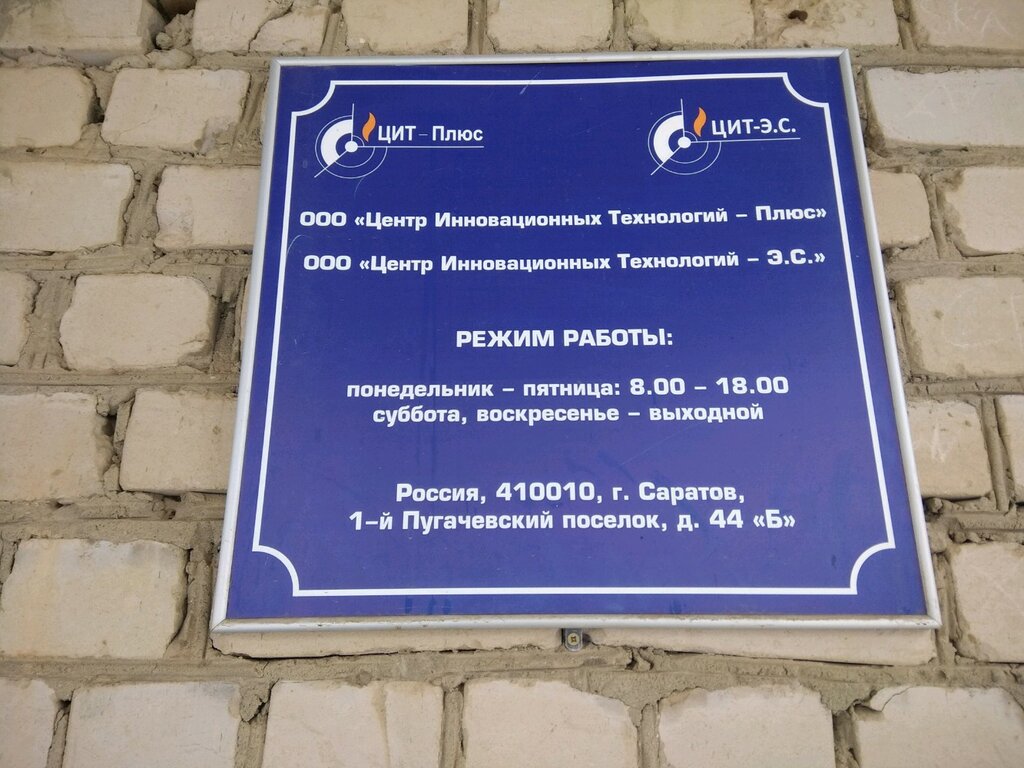 ЦИТ – Плюс
ЦИТ-Э.С.
ООО «Центр Инновационных Технологий – Плюс»
ООО «Центр Инновационных Технологий – Э.С.»
РЕЖИМ РАБОТЫ:
понедельник – пятница: 8.00 – 18.00
суббота, воскресенье – выходной
Россия, 410010, г. Саратов,
1-й Пугачевский поселок, д. 44 «Б»